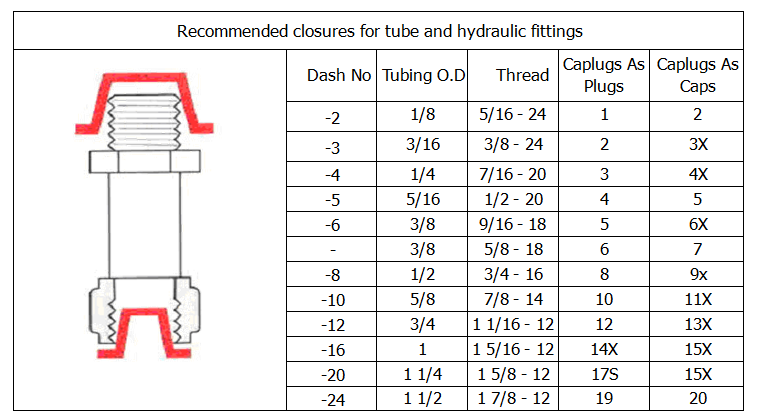 Recommended closures for tube and hydraulic fittings
Dash No Tubing O.D Thread Caplugs As Plugs Caplugs As Caps
-2 1/8 5/16 - 24 1 2
-3 3/16 3/8 - 24 2 3X
-4 1/4 7/16 - 20 3 4X
-5 5/16 1/2 - 20 4 5
-6 3/8 9/16 - 18 5 6X
- 3/8 5/8 - 18 6 7
-8 1/2 3/4 - 16 8 9x
-10 5/8 7/8 - 14 10 11X
-12 3/4 1 1/16 - 12 12 13X
-16 1 1 5/16 - 12 14X 15X
-20 1 1/4 1 5/8 - 12 17S 15X
-24 1 1/2 1 7/8 - 12 19 20